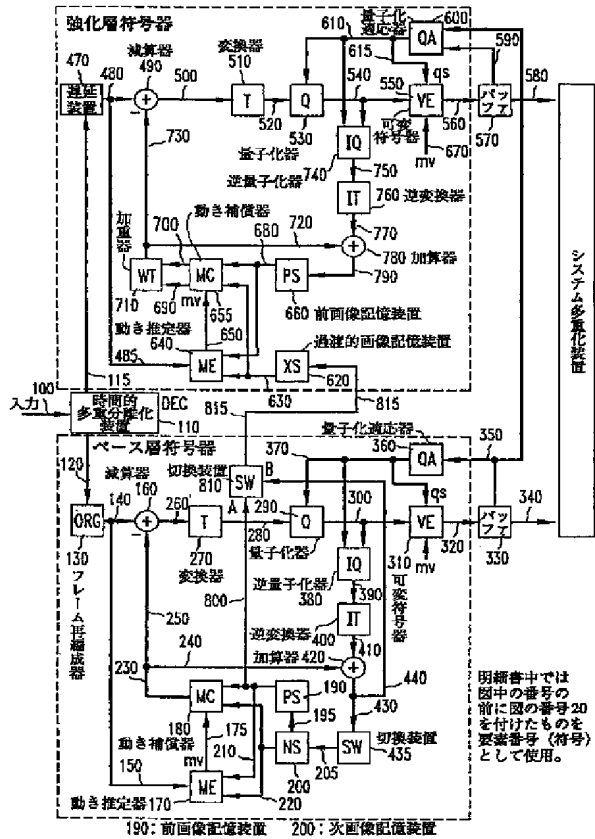 強化層符号器
470
遅延装置
480
減算器
490
500
変換器
510
T
520
Q
530
540
610
615
量子化適応器
600
QA
qs
590
580
550
VE
560
可変符号器
バッファ
570
mv
670
730
量子化器
740
IQ
750
逆量子化器
IT
760
逆変換器
770
720
780 加算器
790
加重器
700
動き補償器
680
WT
710
690
MC
mv
655
PS
660
前画像記憶装置
動き推定器
640
650
485
ME
XS
620
過渡的画像記憶装置
630
815
815
100
入力
115
時間的多重分離化装置
DEC
110
システム多重化装置
ベース層符号器
120
減算器
140
160
260
ORG
130
フレーム再編成器
T
270
変換器
切換装置
810
SW
A
B
280
290
Q
量子化器
300
370
量子化適応器
360
QA
350
qs
VE
310
320
mv
バッファ
330
340
可変符号器
IQ
逆量子化器
380
390
IT
逆変換器
400
410
加算器
420
440
430
800
250
240
230
MC
180
175
動き補償器
mv
210
PS
190
195
NS
200
205
SW
切換装置
435
150
ME
動き推定器
170
220
明細書中では
図中の番号の
前に図の番号20
を付けたものを
要素番号（符号）
として使用。
190：前画像記憶装置 200：次画像記憶装置